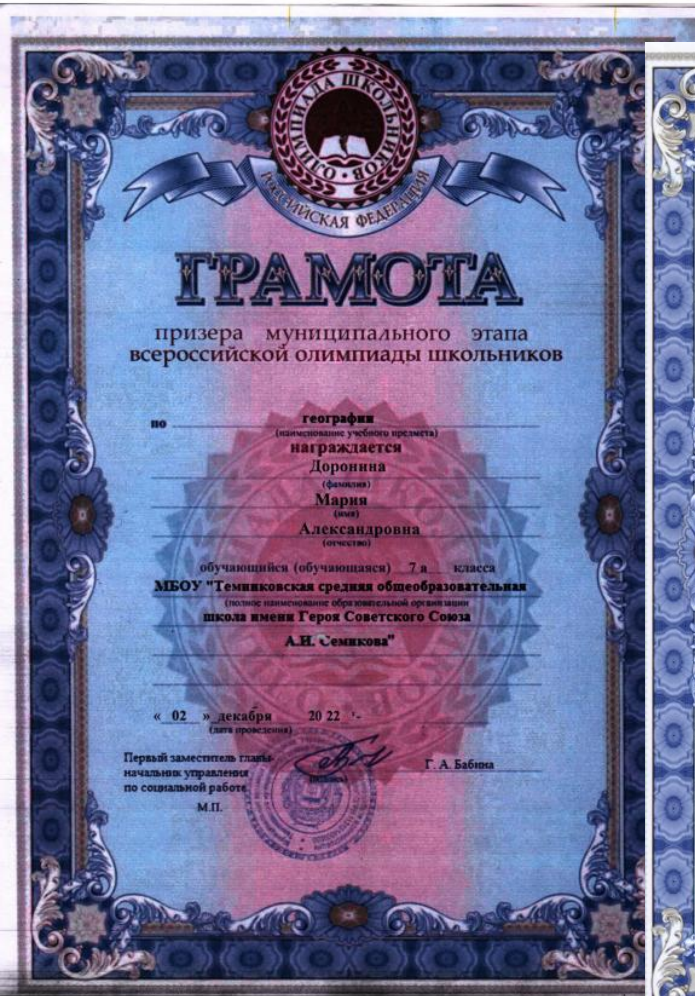 ОЛИМПИАДА ШКОЛЬНИКОВ
РОССИЙСКАЯ ФЕДЕРАЦИЯ
ГРАМОТА
призера муниципального этапа
всероссийской олимпиады школьников
по географии
(наименование учебного предмета)
награждается
Доронина
(фамилия)
Мария
(имя)
Александровна
(отчество)
обучающийся (обучающаяся) 7 а класса
МБОУ "Теминковская средняя общеобразовательная
(полное наименование образовательной организации
школа имени Героя Советского Союза
А.И. Семикова"
« 02 » декабря 20 22
(дата проведения)
Первый заместитель главы-
начальник управления
по социальной работе
(подпись)
Г. А. Бабина
М.П.